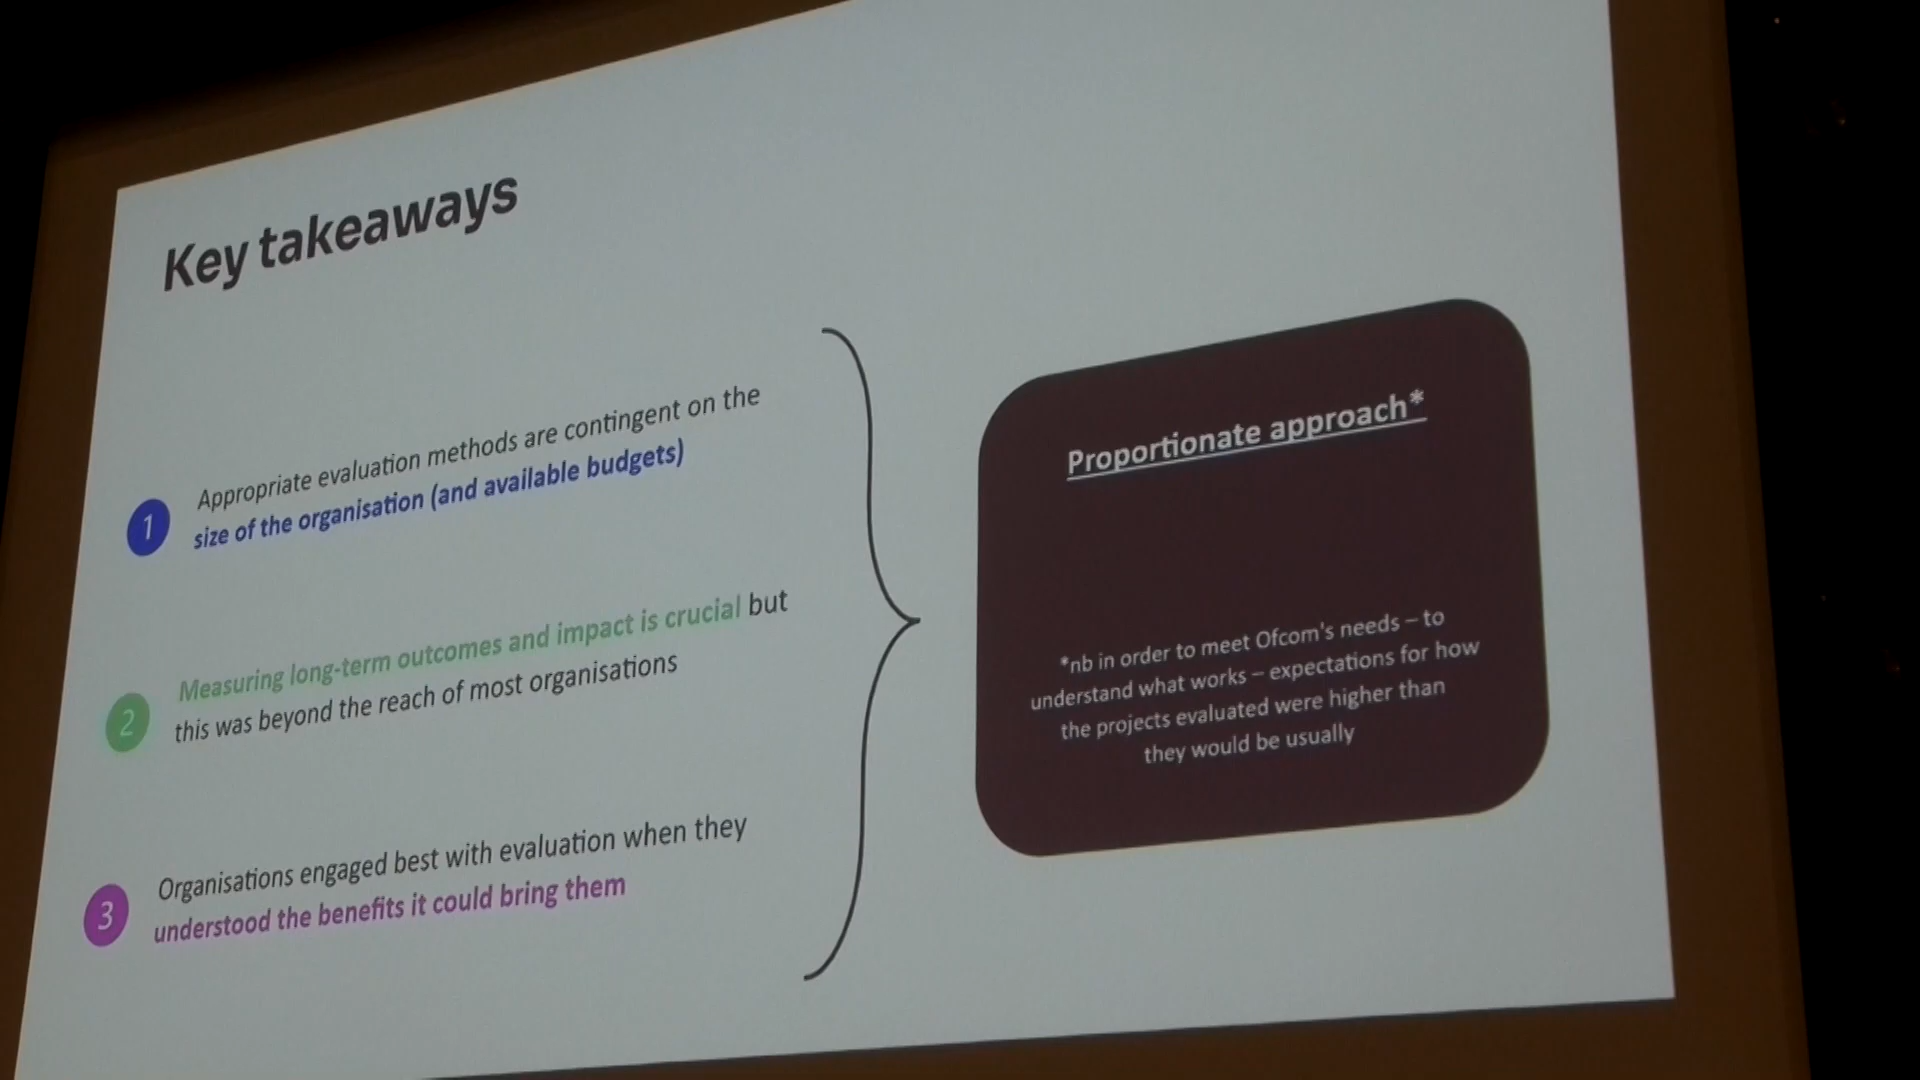 Key takeaways
1
Appropriate evaluation methods are contingent on the
size of the organisation (and available budgets)
2
Measuring long-term outcomes and impact is crucial but
this was beyond the reach of most organisations
3
Organisations engaged best with evaluation when they
understood the benefits it could bring them
Proportionate approach*
*nb in order to meet Ofcom's needs – to
understand what works – expectations for how
the projects evaluated were higher than
they would be usually